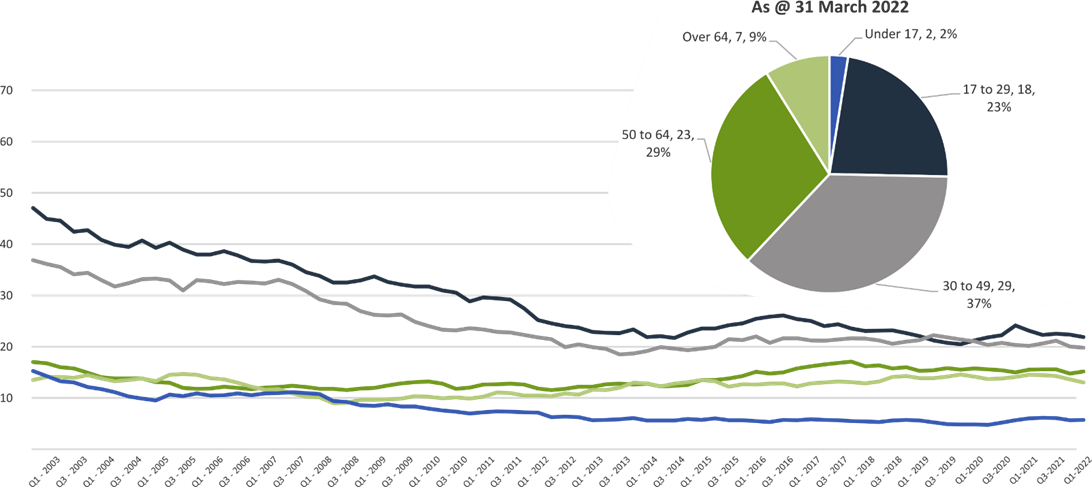 As @ 31 March 2022
Over 64, 7, 9%
Under 17, 2, 2%
17 to 29, 18,
23%
50 to 64, 23,
29%
30 to 49, 29,
37%
70
60
50
40
30
20
10
Q1 - 2003
Q3 - 2003
Q1 - 2004
Q3 - 2004
Q1 - 2005
Q3 - 2005
Q1 - 2006
Q3 - 2006
Q1 - 2007
Q3 - 2007
Q1 - 2008
Q3 - 2008
Q1 - 2009
Q3 - 2009
Q1 - 2010
Q3 - 2010
Q1 - 2011
Q3 - 2011
Q1 - 2012
Q3 - 2012
Q1 - 2013
Q3 - 2013
Q1 - 2014
Q3 - 2014
Q1 - 2015
Q3 - 2015
Q1 - 2016
Q3 - 2016
Q1 - 2017
Q3 - 2017
Q1 - 2018
Q3 - 2018
Q1 - 2019
Q3 - 2019
Q1 - 2020
Q3 - 2020
Q1 - 2021
Q3 - 2021
Q1 - 2022